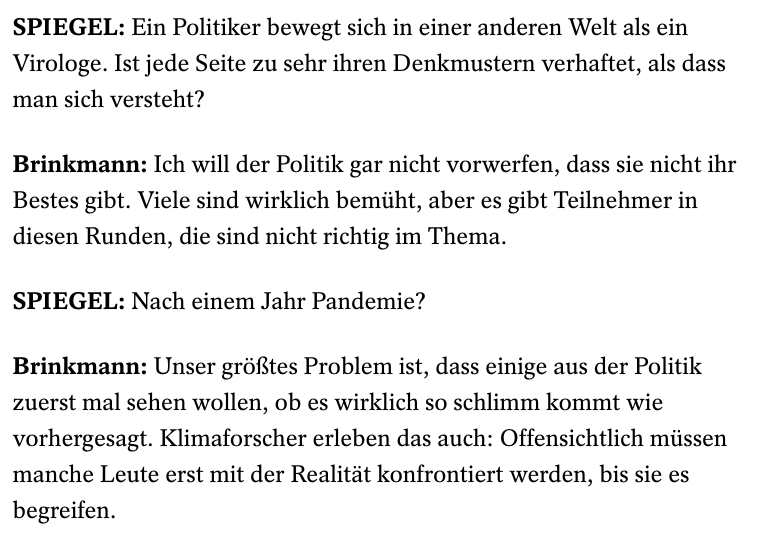 SPIEGEL: Ein Politiker bewegt sich in einer anderen Welt als ein
Virologe. Ist jede Seite zu sehr ihren Denkmustern verhaftet, als dass
man sich versteht?
Brinkmann: Ich will der Politik gar nicht vorwerfen, dass sie nicht ihr
Bestes gibt. Viele sind wirklich bemüht, aber es gibt Teilnehmer in
diesen Runden, die sind nicht richtig im Thema.
SPIEGEL: Nach einem Jahr Pandemie?
Brinkmann: Unser größtes Problem ist, dass einige aus der Politik
zuerst mal sehen wollen, ob es wirklich so schlimm kommt wie
vorhergesagt. Klimaforscher erleben das auch: Offensichtlich müssen
manche Leute erst mit der Realität konfrontiert werden, bis sie es
begreifen.